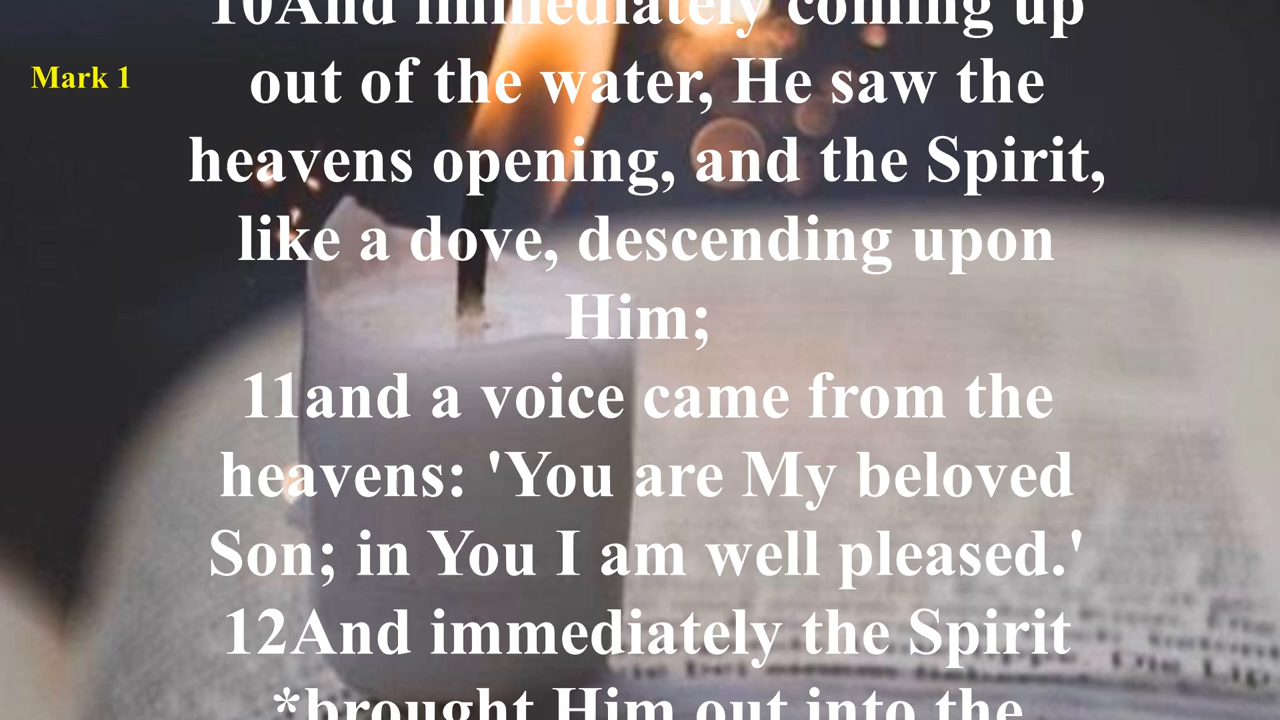 10And immediately coming up
Mark 1
out of the water, He saw the
heavens opening, and the Spirit,
like a dove, descending upon
Him;
11and a voice came from the
heavens: 'You are My beloved
Son; in You I am well pleased.'
12And immediately the Spirit
*brought Him out into the